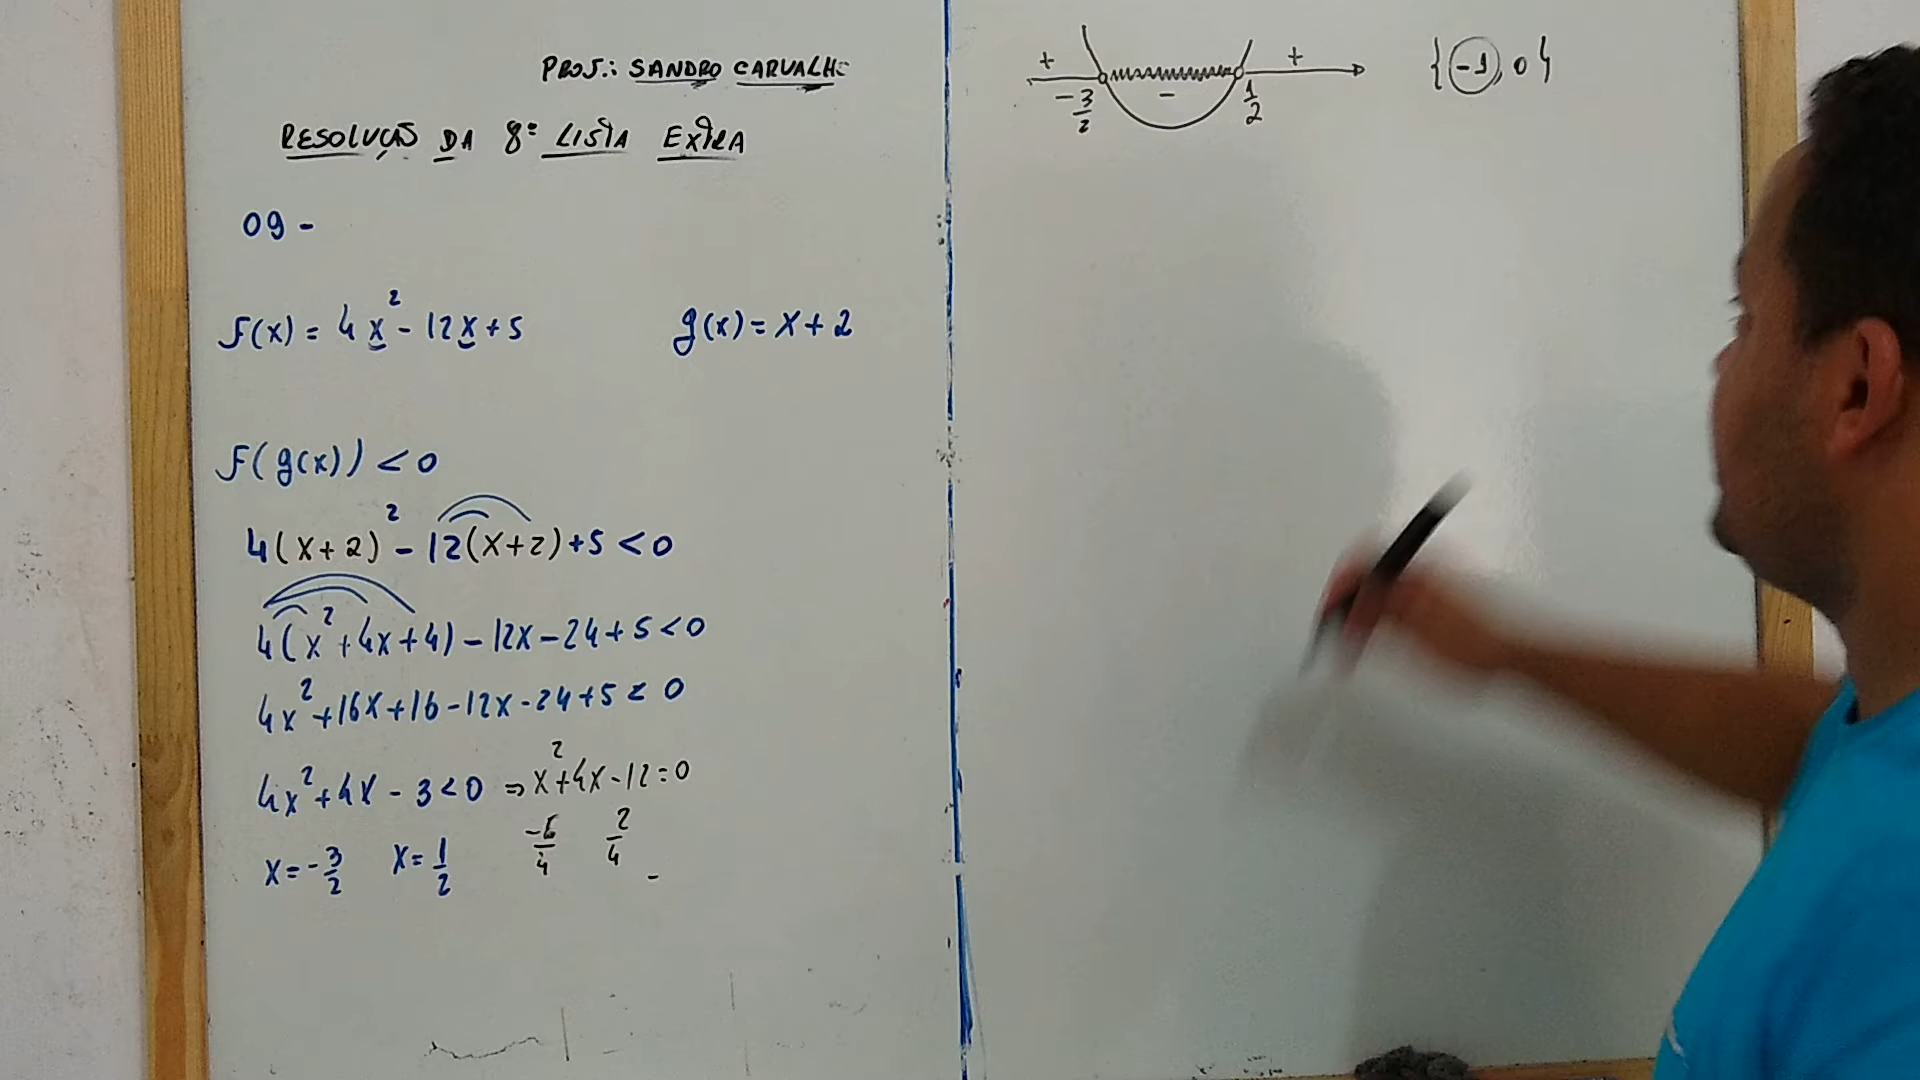 PROF.: SANDRO CARVALHO
RESOLUÇÃO DA 8ª LISTA EXTRA
09 -
f(x) = 4x² - 12x + 5
g(x) = x + 2
f(g(x)) < 0
4(x+2)² - 12(x+2) + 5 < 0
4(x² + 4x + 4) - 12x - 24 + 5 < 0
4x² + 16x + 16 - 12x - 24 + 5 < 0
4x² + 4x - 3 < 0 ⇒ x² + 4x - 12 = 0
x = -3/2 x = 1/2 -6/4 2/4
+ - +
-3/2 1/2
{-1, 0}